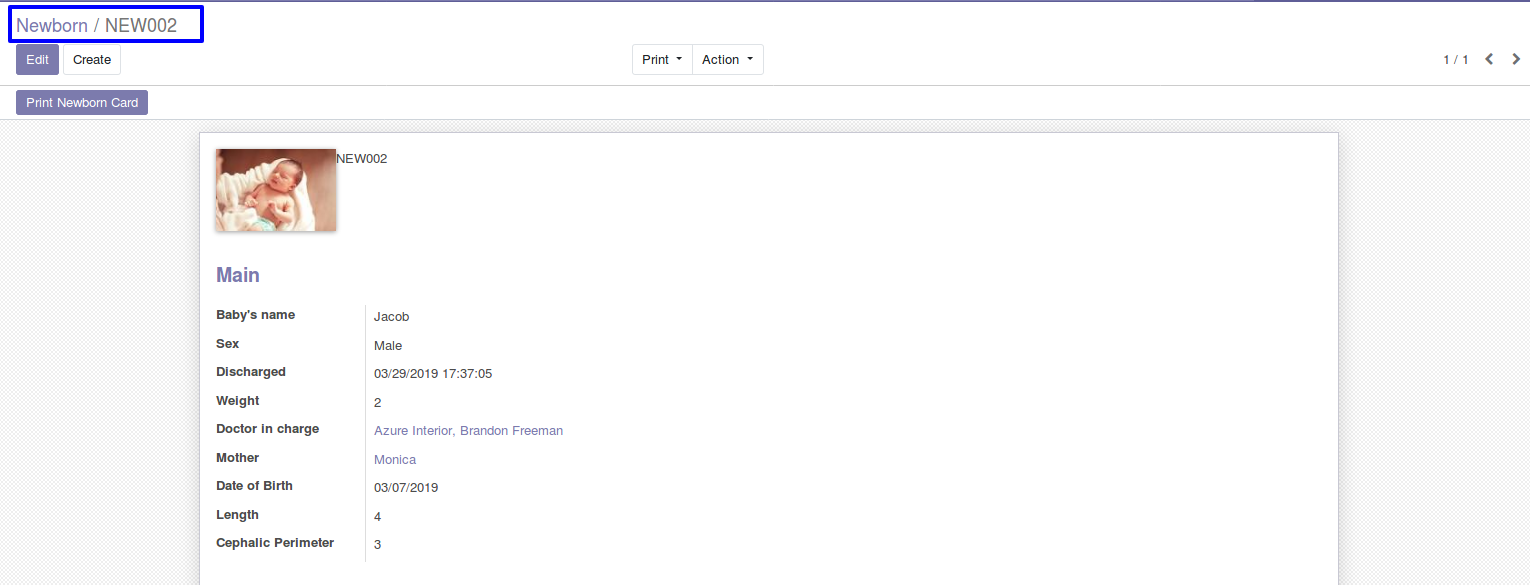 Newborn / NEW002
Edit Create Print Action 1 / 1
Print Newborn Card
NEW002
Main
Baby's name Jacob
Sex Male
Discharged 03/29/2019 17:37:05
Weight 2
Doctor in charge Azure Interior, Brandon Freeman
Mother Monica
Date of Birth 03/07/2019
Length 4
Cephalic Perimeter 3